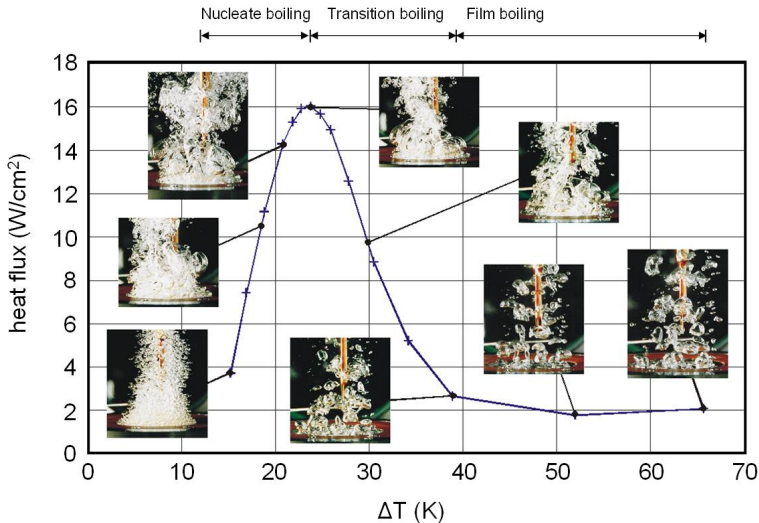 Nucleate boiling Transition boiling Film boiling
18
16
14
12
10
8
6
4
2
0
heat flux (W/cm²)
0 10 20 30 40 50 60 70
ΔT (K)